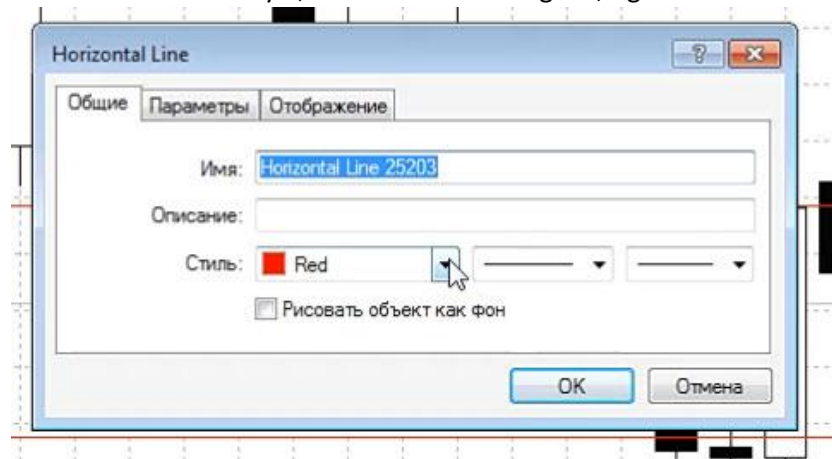 Horizontal Line
Общие Параметры Отображение
Имя: Horizontal Line 25203
Описание:
Стиль: Red
Рисовать объект как фон
OK Отмена